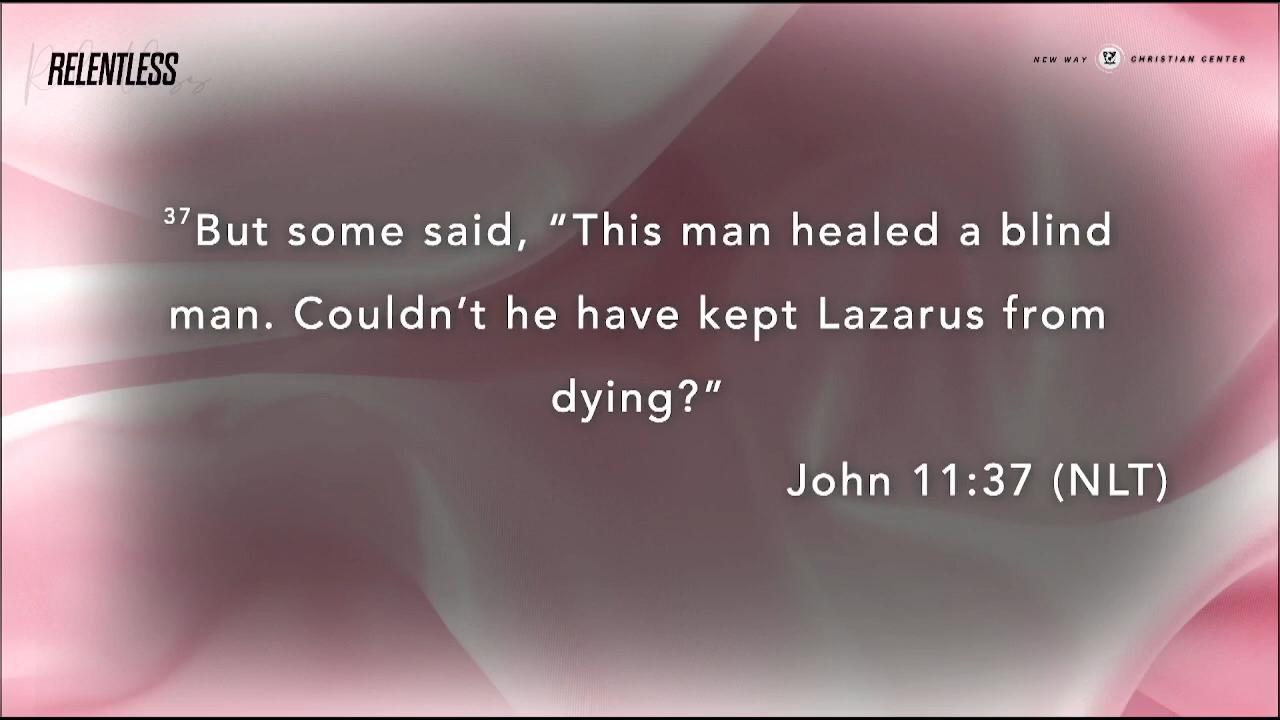 RELENTLESS
NEW WAY CHRISTIAN CENTER
37But some said, “This man healed a blind
man. Couldn’t he have kept Lazarus from
dying?”
John 11:37 (NLT)